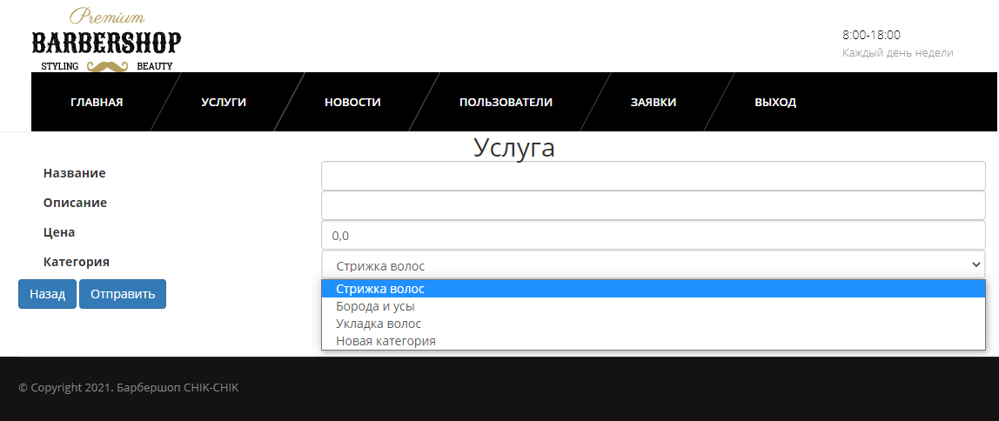 Premium
BARBERSHOP
STYLING BEAUTY
8:00-18:00
Каждый день недели
ГЛАВНАЯ УСЛУГИ НОВОСТИ ПОЛЬЗОВАТЕЛИ ЗАЯВКИ ВЫХОД
Услуга
Название
Описание
Цена 0,0
Категория Стрижка волос
Назад Отправить
Стрижка волос
Борода и усы
Укладка волос
Новая категория
© Copyright 2021. Барбершоп CHIK-CHIK